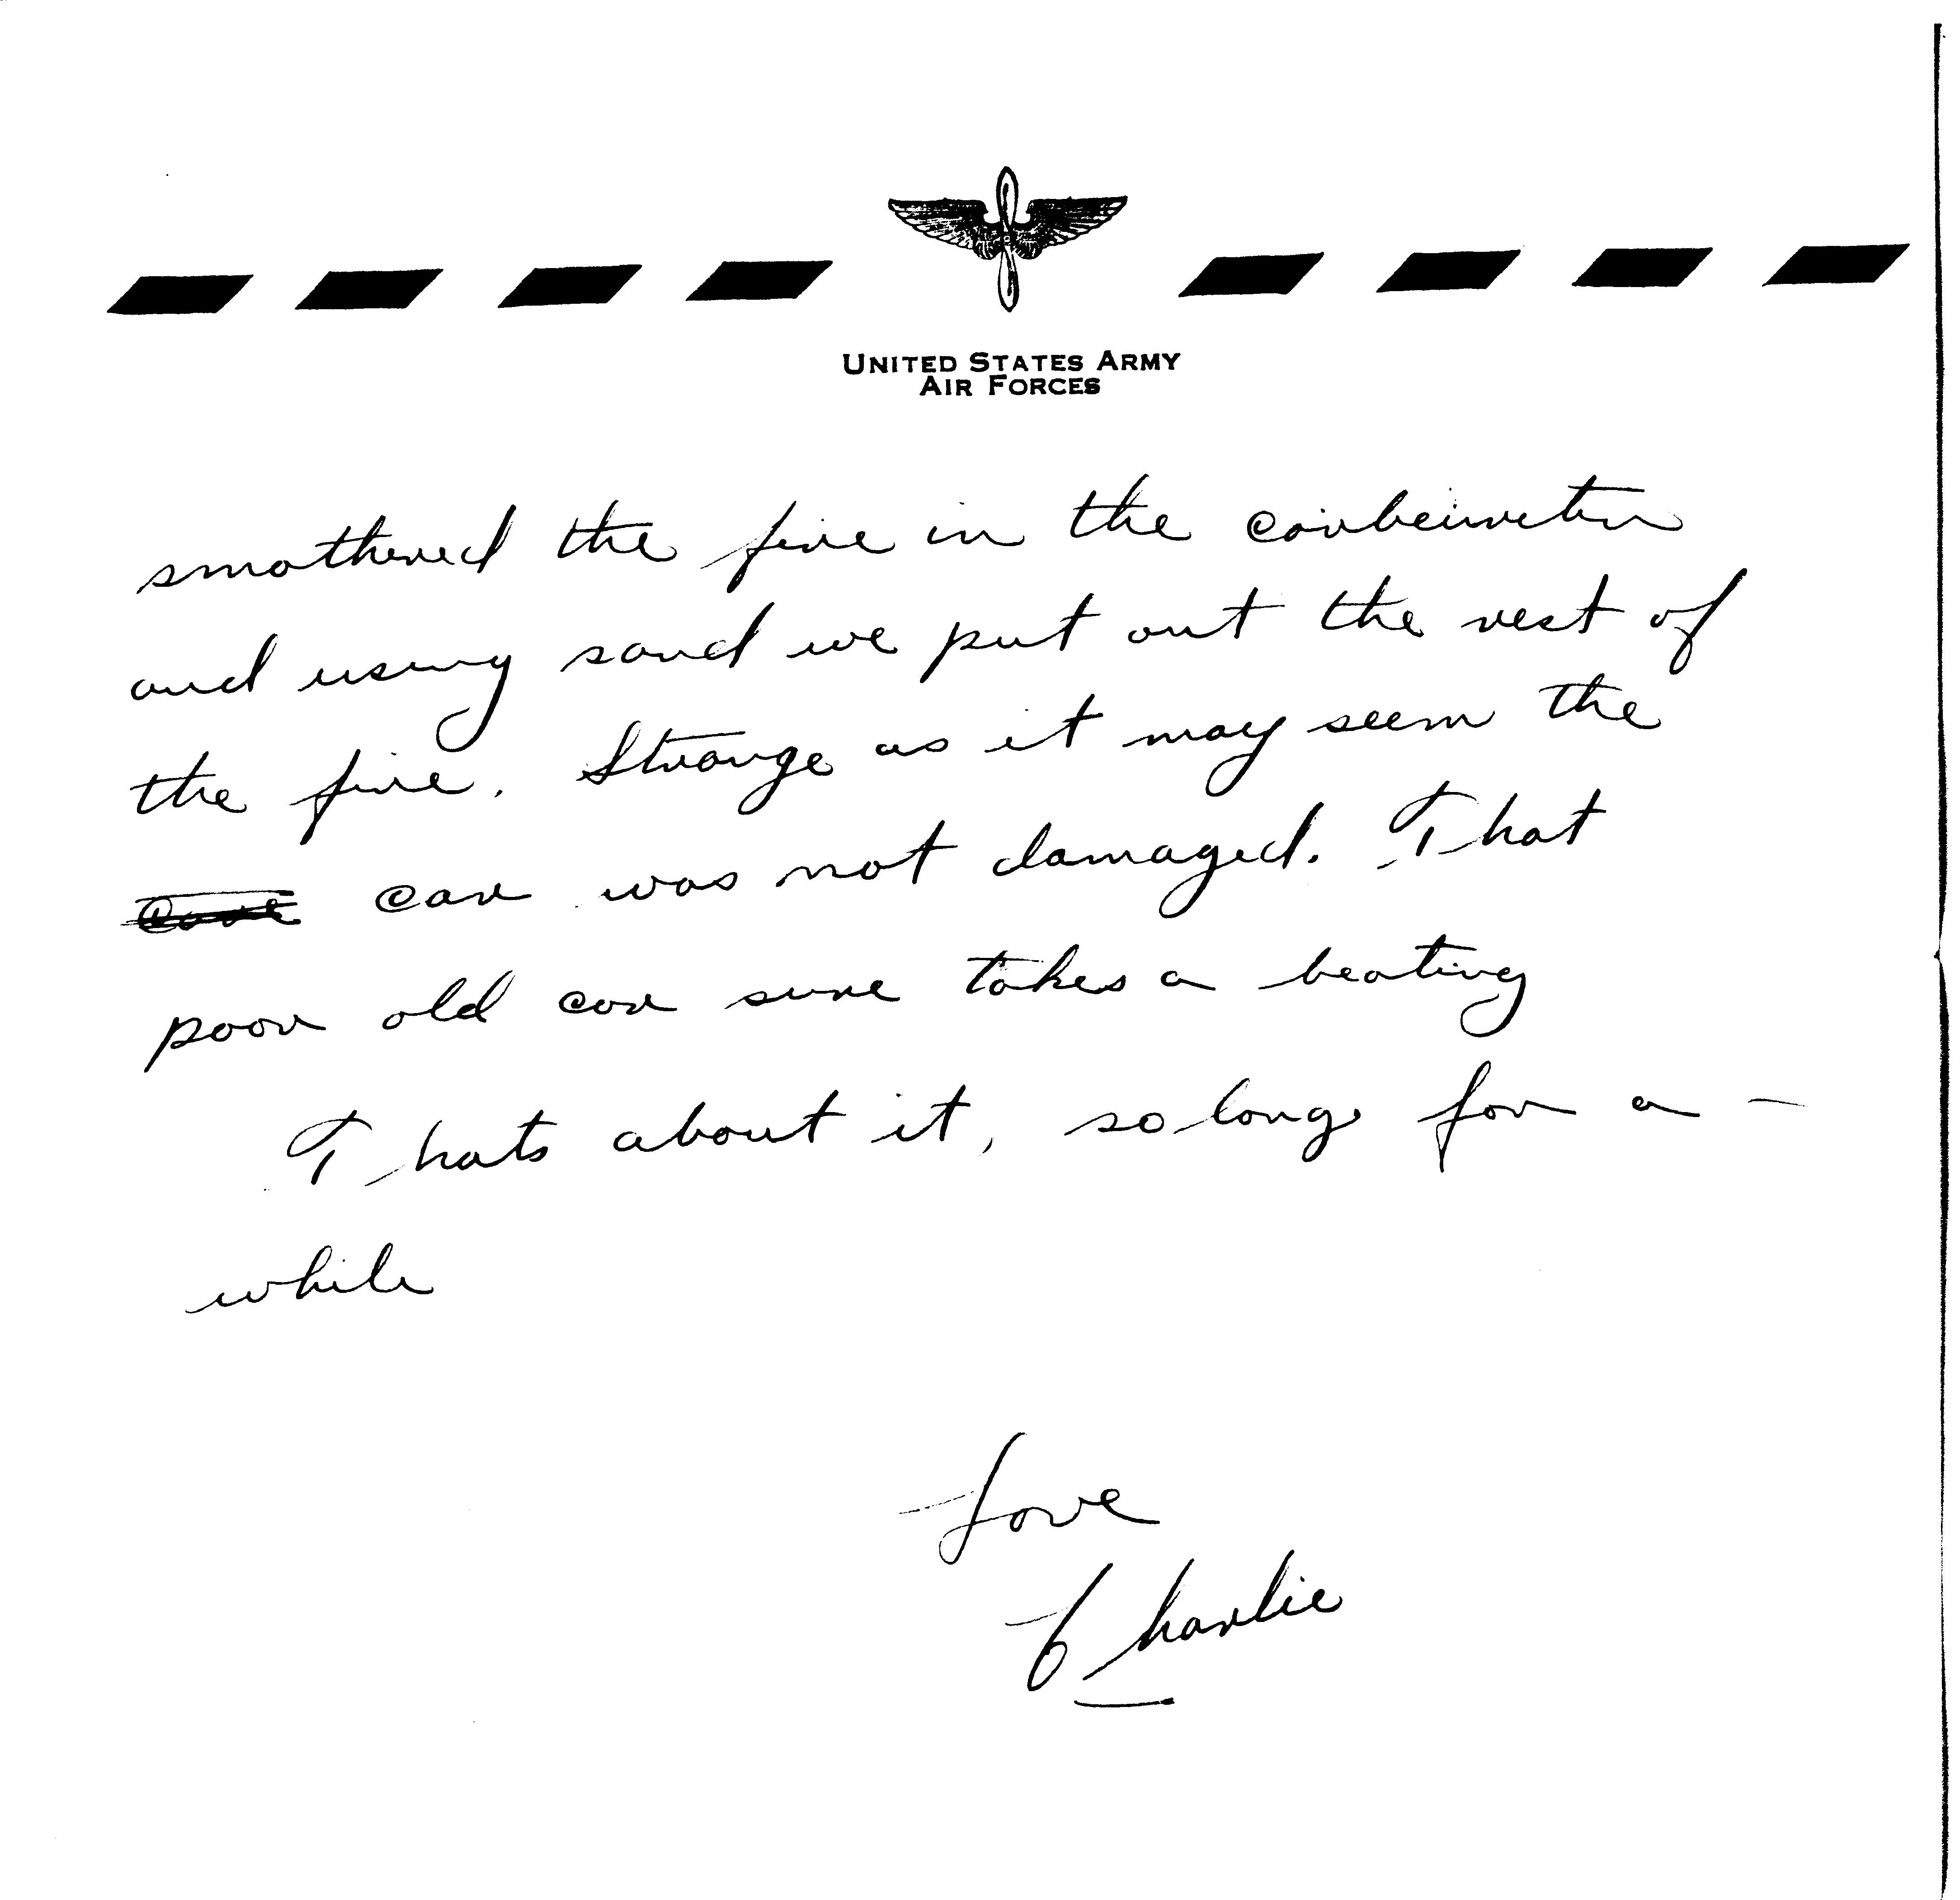 UNITED STATES ARMY
AIR FORCES
smothered the fire in the
and using sand we put out the rest of
the fire. Strange as it may seem the
car was not damaged. That
poor old car sure takes a beating
Thats about it, so long for a -
while
Love
Charlie